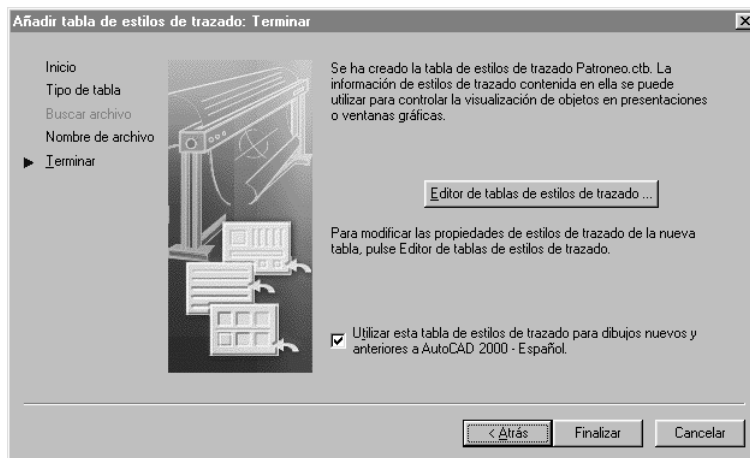 Añadir tabla de estilos de trazado: Terminar
Inicio
Tipo de tabla
Buscar archivo
Nombre de archivo
Terminar
Se ha creado la tabla de estilos de trazado Patroneo.ctb. La
información de estilos de trazado contenida en ella se puede
utilizar para controlar la visualización de objetos en presentaciones
o ventanas gráficas.
Editor de tablas de estilos de trazado ...
Para modificar las propiedades de estilos de trazado de la nueva
tabla, pulse Editor de tablas de estilos de trazado.
Utilizar esta tabla de estilos de trazado para dibujos nuevos y
anteriores a AutoCAD 2000 - Español.
< Atrás
Finalizar
Cancelar